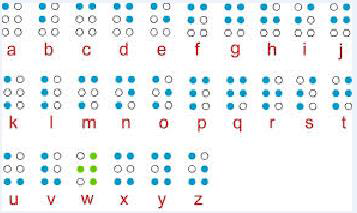 a b c d e f g h i j
k l m n o p q r s t
u v w x y z